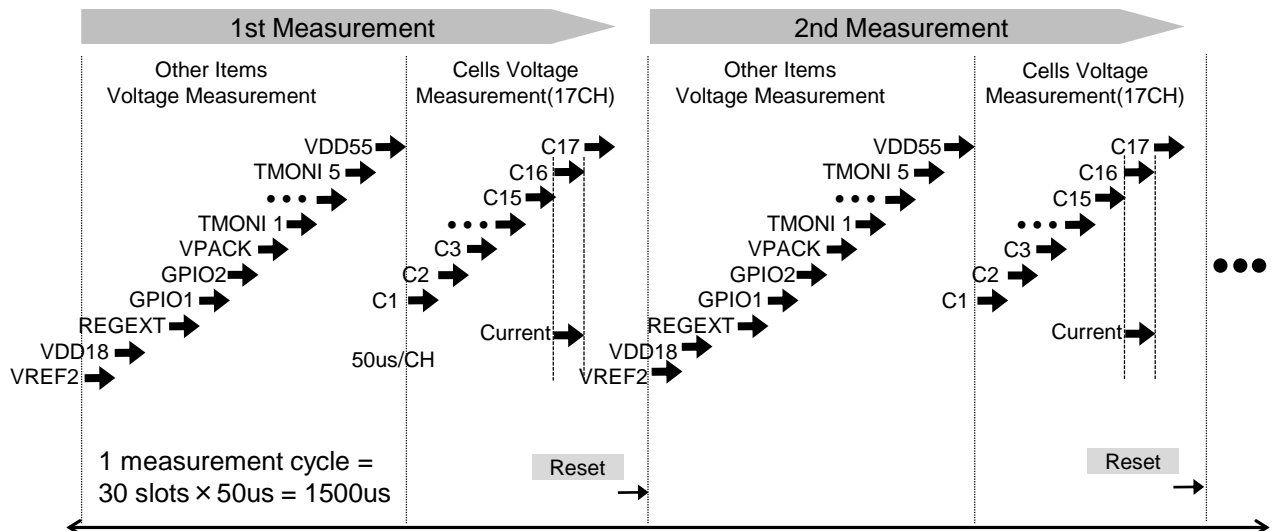 1st Measurement
2nd Measurement
Other Items
Voltage Measurement
Cells Voltage
Measurement(17CH)
Other Items
Voltage Measurement
Cells Voltage
Measurement(17CH)
VDD55
TMONI 5
•••
TMONI 1
VPACK
GPIO2
GPIO1
REGEXT
VDD18
VREF2
C17
C16
C15
•••
C3
C2
C1
Current
50us/CH
VDD55
TMONI 5
•••
TMONI 1
VPACK
GPIO2
GPIO1
REGEXT
VDD18
VREF2
C17
C16
C15
•••
C3
C2
C1
Current
•••
1 measurement cycle =
30 slots × 50us = 1500us
Reset
Reset